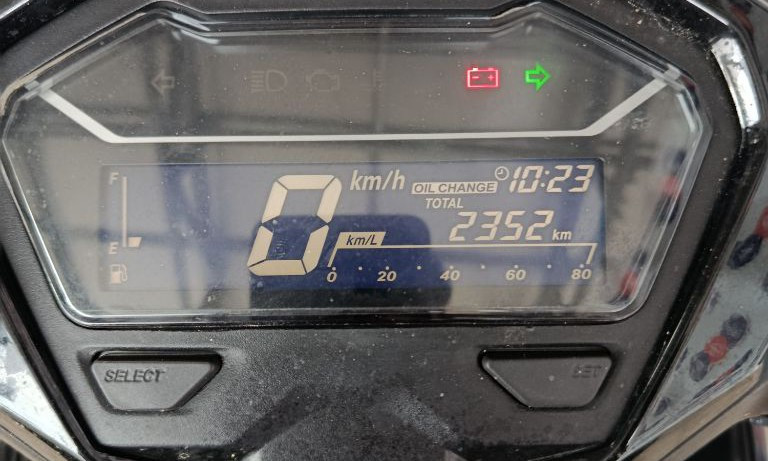 F
E
0 km/h
OIL CHANGE
10:23
TOTAL
2352 km
km/L
0 20 40 60 80
SELECT
SET